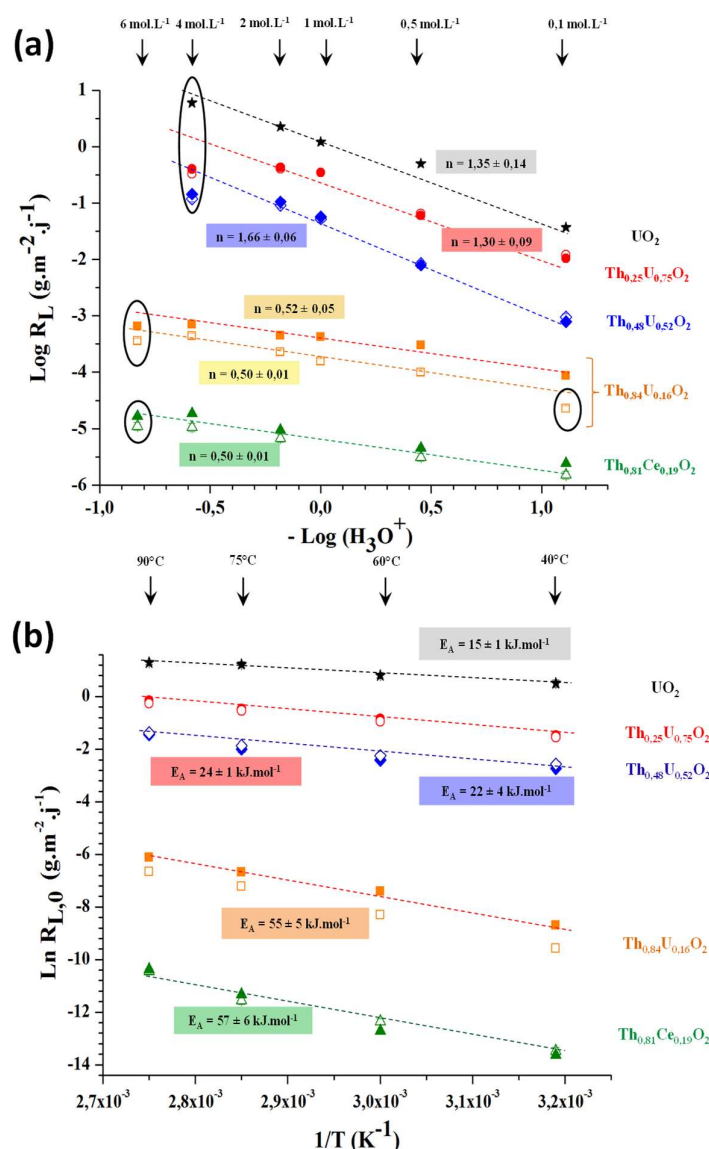 6 mol.L⁻¹ 4 mol.L⁻¹ 2 mol.L⁻¹ 1 mol.L⁻¹ 0,5 mol.L⁻¹ 0,1 mol.L⁻¹
(a)
Log R_L (g.m⁻².j⁻¹)
1
0
-1
-2
-3
-4
-5
-6
n = 1,35 ± 0,14
n = 1,66 ± 0,06
n = 1,30 ± 0,09
n = 0,52 ± 0,05
n = 0,50 ± 0,01
n = 0,50 ± 0,01
UO₂
Th₀,₂₅U₀,₇₅O₂
Th₀,₄₈U₀,₅₂O₂
Th₀,₈₄U₀,₁₆O₂
Th₀,₈₁Ce₀,₁₉O₂
-1,0 -0,5 0,0 0,5 1,0
- Log (H₃O⁺)
90°C 75°C 60°C 40°C
(b)
Ln R_L,0 (g.m⁻².j⁻¹)
0
-2
-4
-6
-8
-10
-12
-14
E_A = 15 ± 1 kJ.mol⁻¹
E_A = 24 ± 1 kJ.mol⁻¹
E_A = 22 ± 4 kJ.mol⁻¹
E_A = 55 ± 5 kJ.mol⁻¹
E_A = 57 ± 6 kJ.mol⁻¹
UO₂
Th₀,₂₅U₀,₇₅O₂
Th₀,₄₈U₀,₅₂O₂
Th₀,₈₄U₀,₁₆O₂
Th₀,₈₁Ce₀,₁₉O₂
2,7x10⁻³ 2,8x10⁻³ 2,9x10⁻³ 3,0x10⁻³ 3,1x10⁻³ 3,2x10⁻³
1/T (K⁻¹)